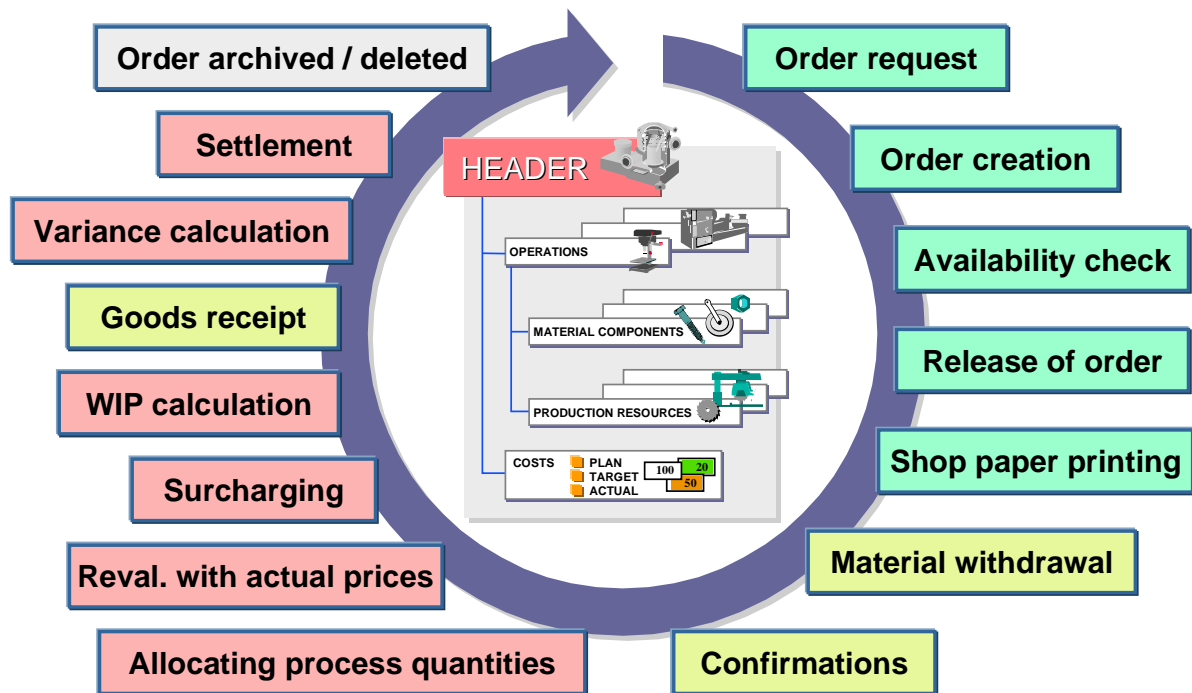 Order archived / deleted
Order request
Settlement
Order creation
Variance calculation
Availability check
Goods receipt
Release of order
WIP calculation
Shop paper printing
Surcharging
Material withdrawal
Reval. with actual prices
Confirmations
Allocating process quantities
HEADER
OPERATIONS
MATERIAL COMPONENTS
PRODUCTION RESOURCES
COSTS
PLAN
TARGET
ACTUAL
100
20
50